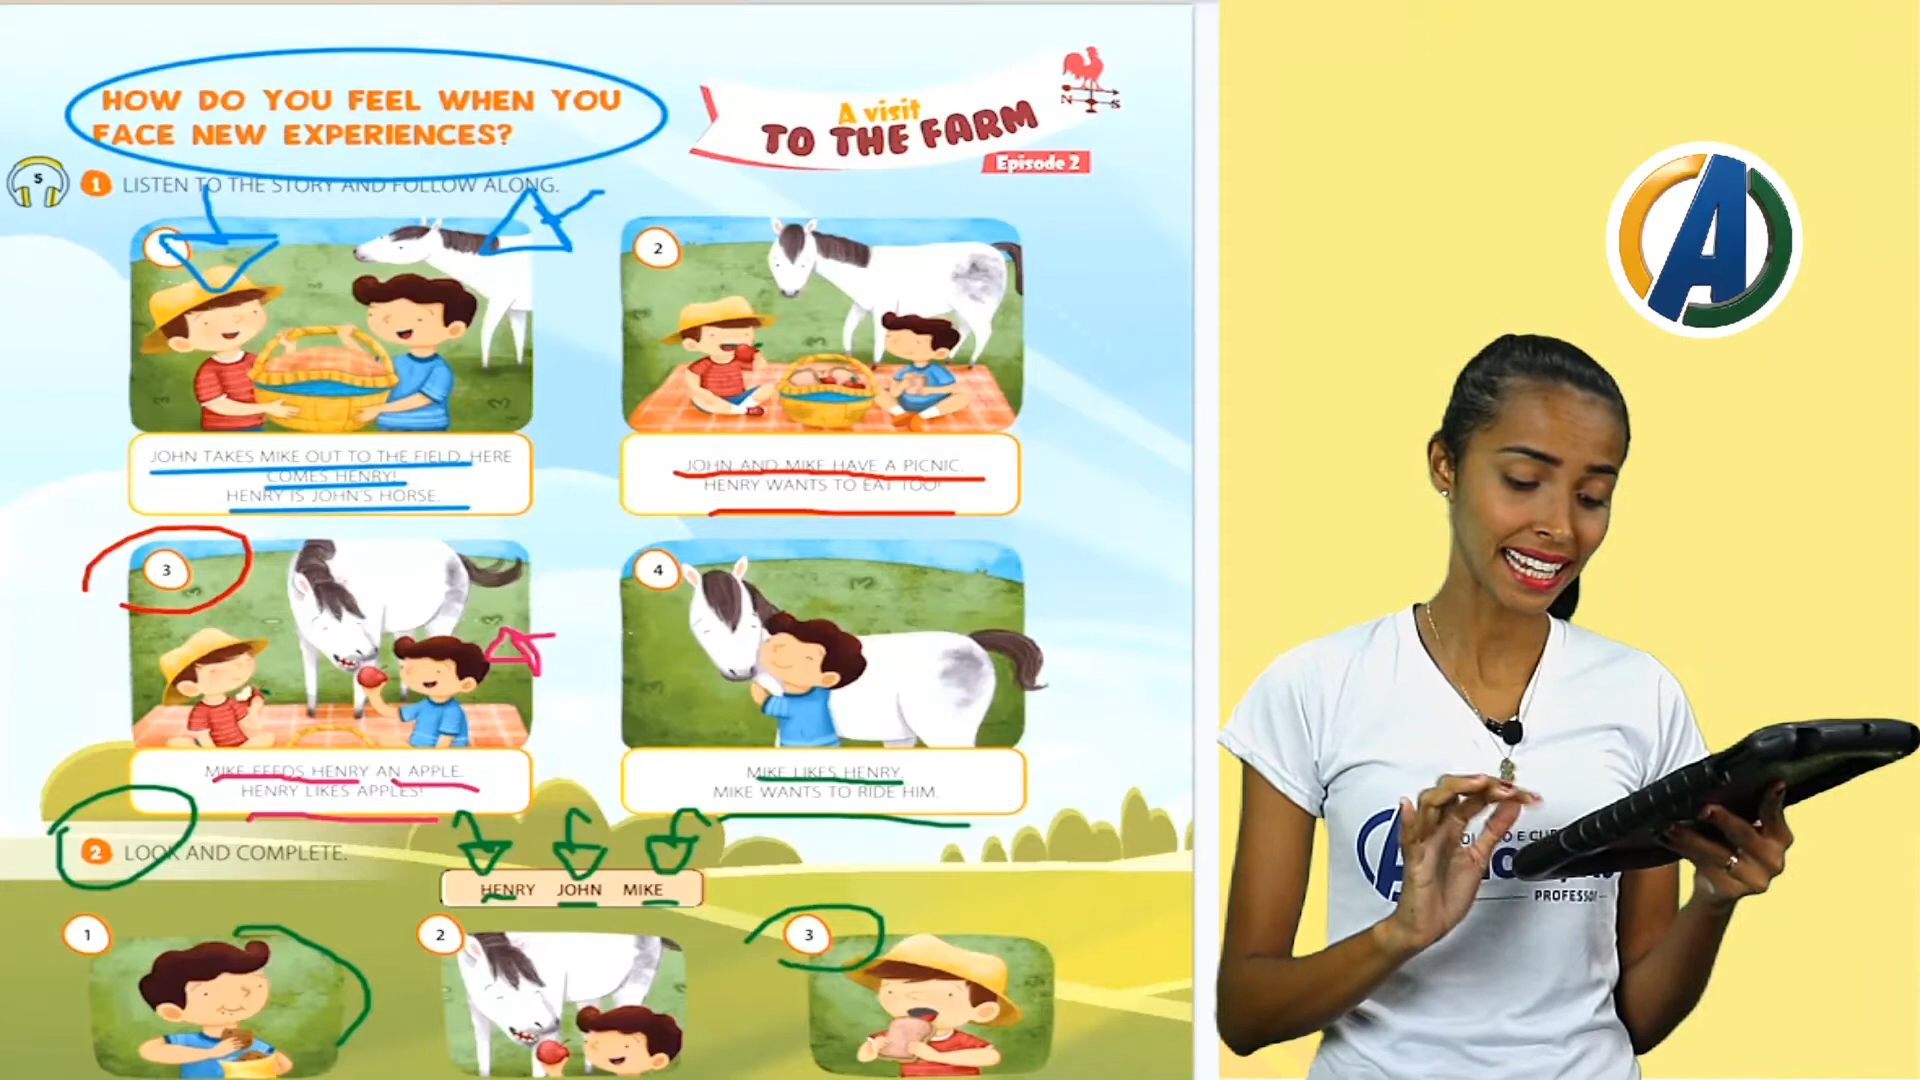 HOW DO YOU FEEL WHEN YOU
FACE NEW EXPERIENCES?
A visit
TO THE FARM
Episode 2
N S
5
1 LISTEN TO THE STORY AND FOLLOW ALONG.
2
JOHN TAKES MIKE OUT TO THE FIELD. HERE
COMES HENRY!
HENRY IS JOHN'S HORSE.
JOHN AND MIKE HAVE A PICNIC.
HENRY WANTS TO EAT TOO!
3
4
MIKE FEEDS HENRY AN APPLE.
HENRY LIKES APPLES!
MIKE LIKES HENRY
MIKE WANTS TO RIDE HIM.
2 LOOK AND COMPLETE.
HENRY JOHN MIKE
1
2
3
A
PROFESSOR